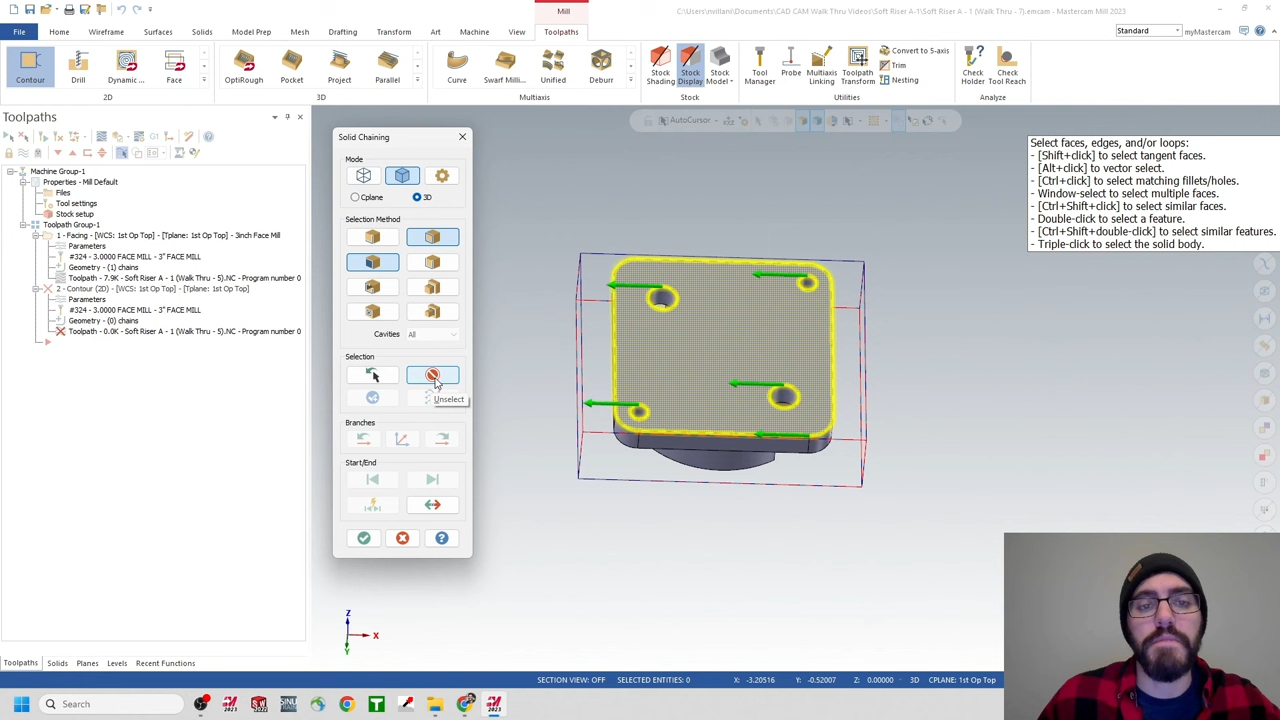 Mill
C:\Users\nvillani\Documents\CAD CAM Walk Thru Videos\Soft Riser A-1\Soft Riser A - 1 (Walk Thru - 7).emcam - Mastercam Mill 2023
File Home Wireframe Surfaces Solids Model Prep Mesh Drafting Transform Art Machine View Toolpaths Standard myMastercam
Contour Drill Dynamic ... Face OptiRough Pocket Project Parallel Curve Swarf Milli... Unified Deburr Stock Shading Stock Display Stock Model Tool Manager Probe Multiaxis Linking Toolpath Transform Convert to 5-axis Trim Nesting Check Holder Check Tool Reach
2D 3D Multiaxis Stock Utilities Analyze
Toolpaths
AutoCursor
Machine Group-1
Properties - Mill Default
Files
Tool settings
Stock setup
Toolpath Group-1
1 - Facing - [WCS: 1st Op Top] - [Tplane: 1st Op Top] - 3inch Face Mill
Parameters
#324 - 3.0000 FACE MILL - 3" FACE MILL
Geometry - (1) chains
Toolpath - 7.9K - Soft Riser A - 1 (Walk Thru - 7).NC - Program number 0
2 - Contour (2D) - [WCS: 1st Op Top] - [Tplane: 1st Op Top]
Parameters
#324 - 3.0000 FACE MILL - 3" FACE MILL
Geometry - (0) chains
Toolpath - 0.0K - Soft Riser A - 1 (Walk Thru - 5).NC - Program number 0
Solid Chaining
Mode
Cplane 3D
Selection Method
Cavities All
Selection
Unselect
Branches
Start/End
Select faces, edges, and/or loops:
- [Shift+click] to select tangent faces.
- [Alt+click] to vector select.
- [Ctrl+click] to select matching fillets/holes.
- Window-select to select multiple faces.
- [Ctrl+Shift+click] to select similar faces.
- Double-click to select a feature.
- [Ctrl+Shift+double-click] to select similar features.
- Triple-click to select the solid body.
Z
X
Y
Toolpaths Solids Planes Levels Recent Functions
SECTION VIEW: OFF SELECTED ENTITIES: 0 X: -3.20516 Y: -0.52007 Z: 0.00000 3D CPLANE: 1st Op Top
Search